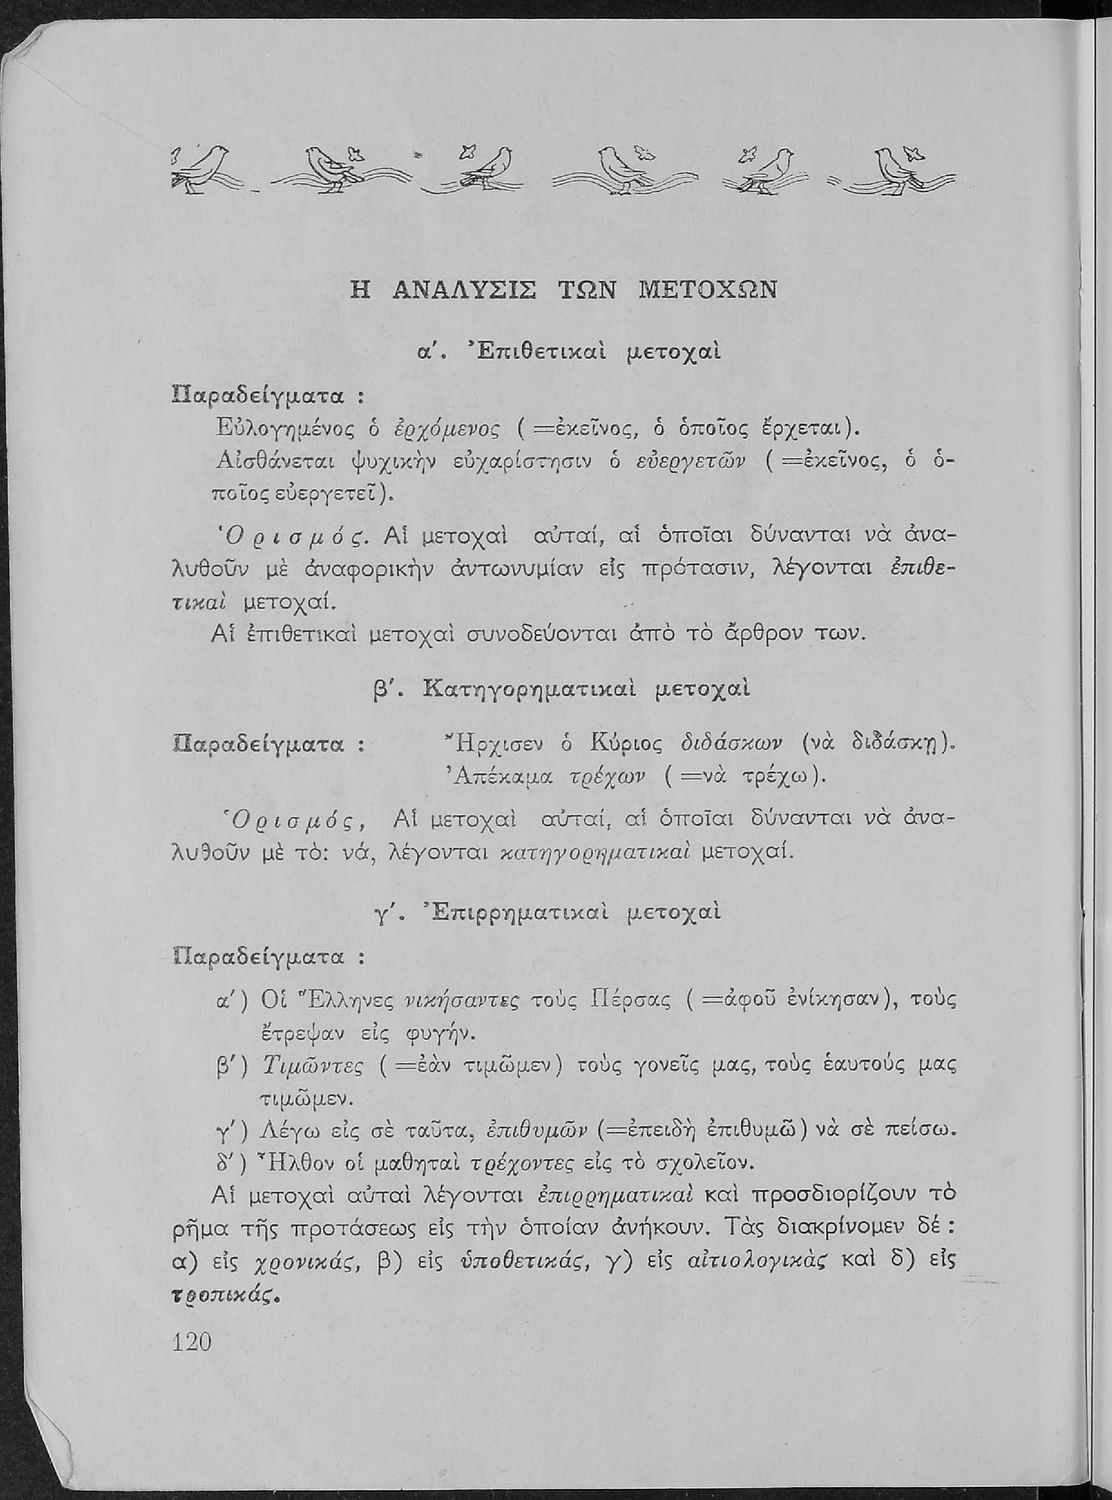 Η ΑΝΑΛΥΣΙΣ ΤΩΝ ΜΕΤΟΧΩΝ
α΄. Ἐπιθετικαὶ μετοχαὶ
Παραδείγματα :
Εὐλογημένος ὁ ἐρχόμενος (=ἐκεῖνος, ὁ ὁποῖος ἔρχεται).
Αἰσθάνεται ψυχικὴν εὐχαρίστησιν ὁ εὐεργετῶν (=ἐκεῖνος, ὁ ὁ-
ποῖος εὐεργετεῖ).
Ὁρισμός. Αἱ μετοχαὶ αὐταί, αἱ ὁποῖαι δύνανται νὰ ἀνα-
λυθοῦν μὲ ἀναφορικὴν ἀντωνυμίαν εἰς πρότασιν, λέγονται ἐπιθε-
τικαὶ μετοχαί.
Αἱ ἐπιθετικαὶ μετοχαὶ συνοδεύονται ἀπὸ τὸ ἄρθρον των.
β΄. Κατηγορηματικαὶ μετοχαὶ
Παραδείγματα : Ἤρχισεν ὁ Κύριος διδάσκων (νὰ διδάσκῃ).
Ἀπέκαμα τρέχων (=νὰ τρέχω).
Ὁρισμός, Αἱ μετοχαὶ αὐταί, αἱ ὁποῖαι δύνανται νὰ ἀνα-
λυθοῦν μὲ τὸ: νά, λέγονται κατηγορηματικαὶ μετοχαί.
γ΄. Ἐπιρρηματικαὶ μετοχαὶ
Παραδείγματα :
α΄) Οἱ Ἕλληνες νικήσαντες τοὺς Πέρσας (=ἀφοῦ ἐνίκησαν), τοὺς
ἔτρεψαν εἰς φυγήν.
β΄) Τιμῶντες (=ἐὰν τιμῶμεν) τοὺς γονεῖς μας, τοὺς ἑαυτούς μας
τιμῶμεν.
γ΄) Λέγω εἰς σὲ ταῦτα, ἐπιθυμῶν (=ἐπειδὴ ἐπιθυμῶ) νὰ σὲ πείσω.
δ΄) Ἦλθον οἱ μαθηταὶ τρέχοντες εἰς τὸ σχολεῖον.
Αἱ μετοχαὶ αὐταὶ λέγονται ἐπιρρηματικαὶ καὶ προσδιορίζουν τὸ
ρῆμα τῆς προτάσεως εἰς τὴν ὁποίαν ἀνήκουν. Τὰς διακρίνομεν δέ :
α) εἰς χρονικάς, β) εἰς ὑποθετικάς, γ) εἰς αἰτιολογικὰς καὶ δ) εἰς
τροπικάς.
120